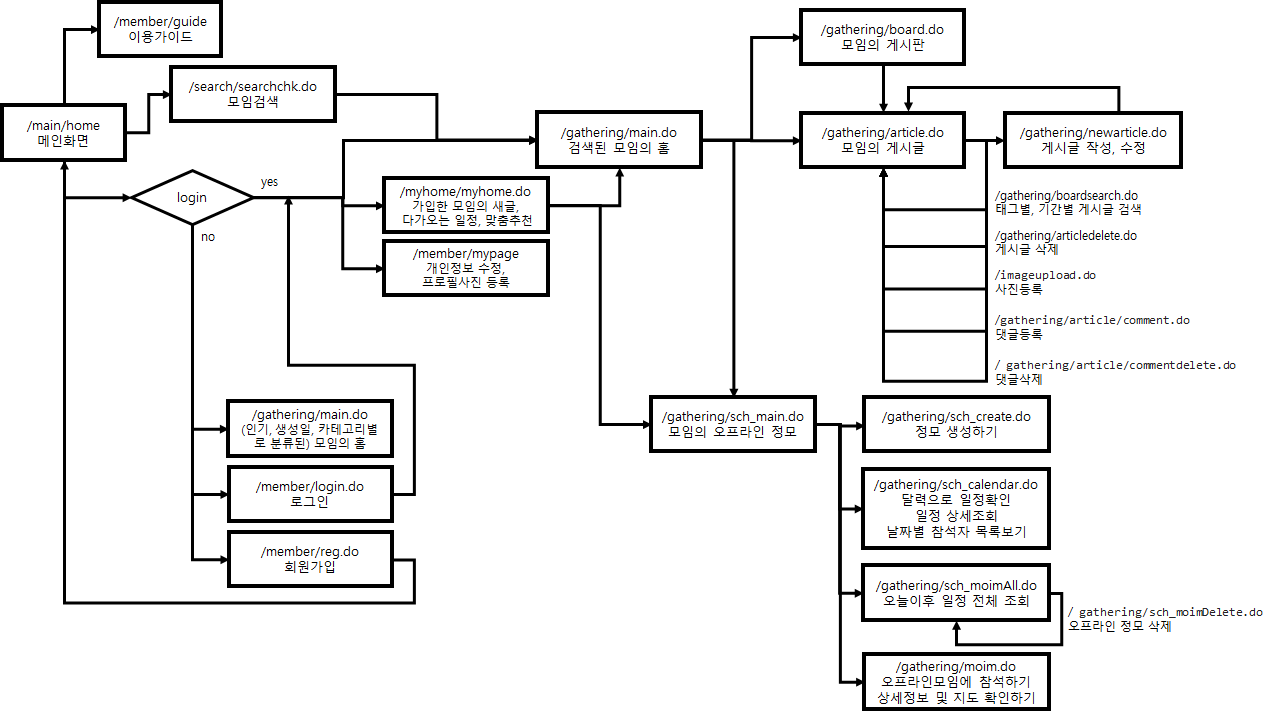 /member/guide
이용가이드
/search/searchchk.do
모임검색
/main/home
메인화면
login
yes
no
/gathering/main.do
검색된 모임의 홈
/myhome/myhome.do
가입한 모임의 새글,
다가오는 일정, 맞춤추천
/member/mypage
개인정보 수정,
프로필사진 등록
/gathering/board.do
모임의 게시판
/gathering/article.do
모임의 게시글
/gathering/newarticle.do
게시글 작성, 수정
/gathering/boardsearch.do
태그별, 기간별 게시글 검색
/gathering/articledelete.do
게시글 삭제
/imageupload.do
사진등록
/gathering/article/comment.do
댓글등록
/ gathering/article/commentdelete.do
댓글삭제
/gathering/main.do
(인기, 생성일, 카테고리별
로 분류된) 모임의 홈
/member/login.do
로그인
/member/reg.do
회원가입
/gathering/sch_main.do
모임의 오프라인 정모
/gathering/sch_create.do
정모 생성하기
/gathering/sch_calendar.do
달력으로 일정확인
일정 상세조회
날짜별 참석자 목록보기
/gathering/sch_moimAll.do
오늘이후 일정 전체 조회
/ gathering/sch_moimDelete.do
오프라인 정모 삭제
/gathering/moim.do
오프라인모임에 참석하기
상세정보 및 지도 확인하기